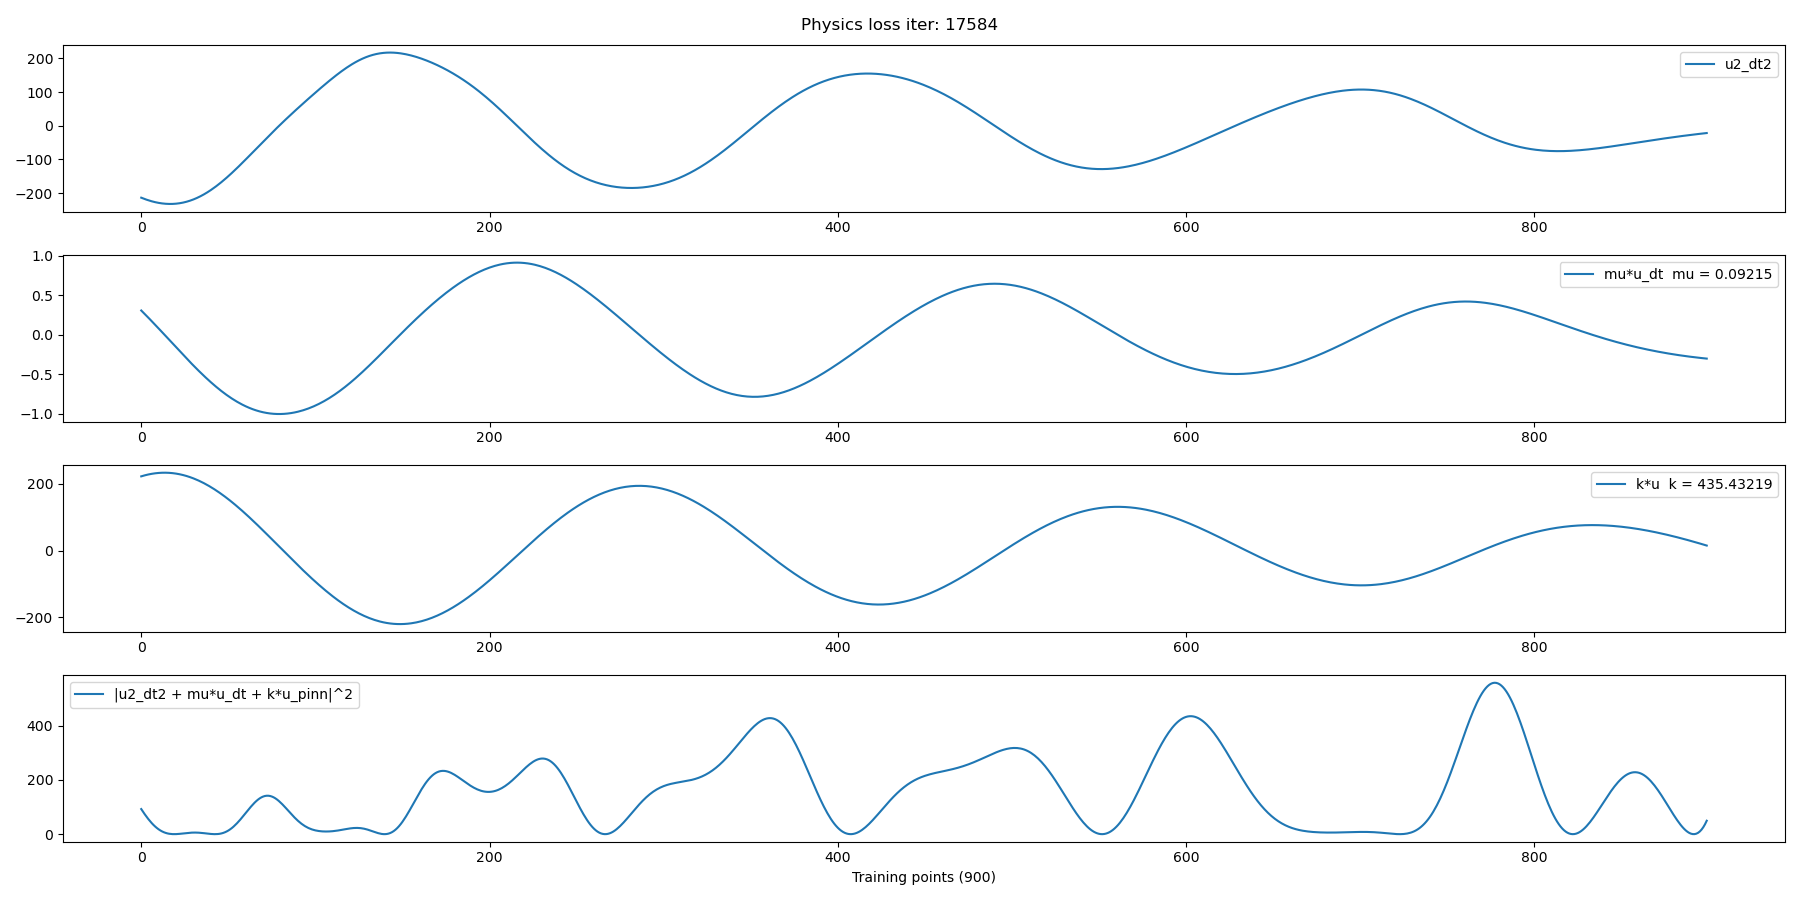 Physics loss iter: 17584
200
100
0
−100
−200
u2_dt2
0 200 400 600 800
1.0
0.5
0.0
−0.5
−1.0
mu*u_dt  mu = 0.09215
0 200 400 600 800
200
0
−200
k*u  k = 435.43219
0 200 400 600 800
|u2_dt2 + mu*u_dt + k*u_pinn|^2
400
200
0
0 200 400 600 800
Training points (900)